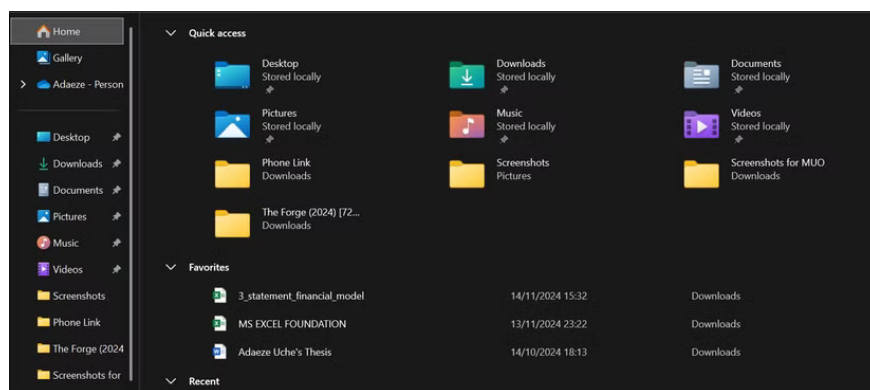 Home
Gallery
Adaeze - Person
Desktop
Downloads
Documents
Pictures
Music
Videos
Screenshots
Phone Link
The Forge (2024
Screenshots for
Quick access
Desktop
Stored locally
Downloads
Stored locally
Documents
Stored locally
Pictures
Stored locally
Music
Stored locally
Videos
Stored locally
Phone Link
Downloads
Screenshots
Pictures
Screenshots for MUO
Downloads
The Forge (2024) [72...
Downloads
Favorites
3_statement_financial_model 14/11/2024 15:32 Downloads
MS EXCEL FOUNDATION 13/11/2024 23:22 Downloads
Adaeze Uche's Thesis 14/10/2024 18:13 Downloads
Recent